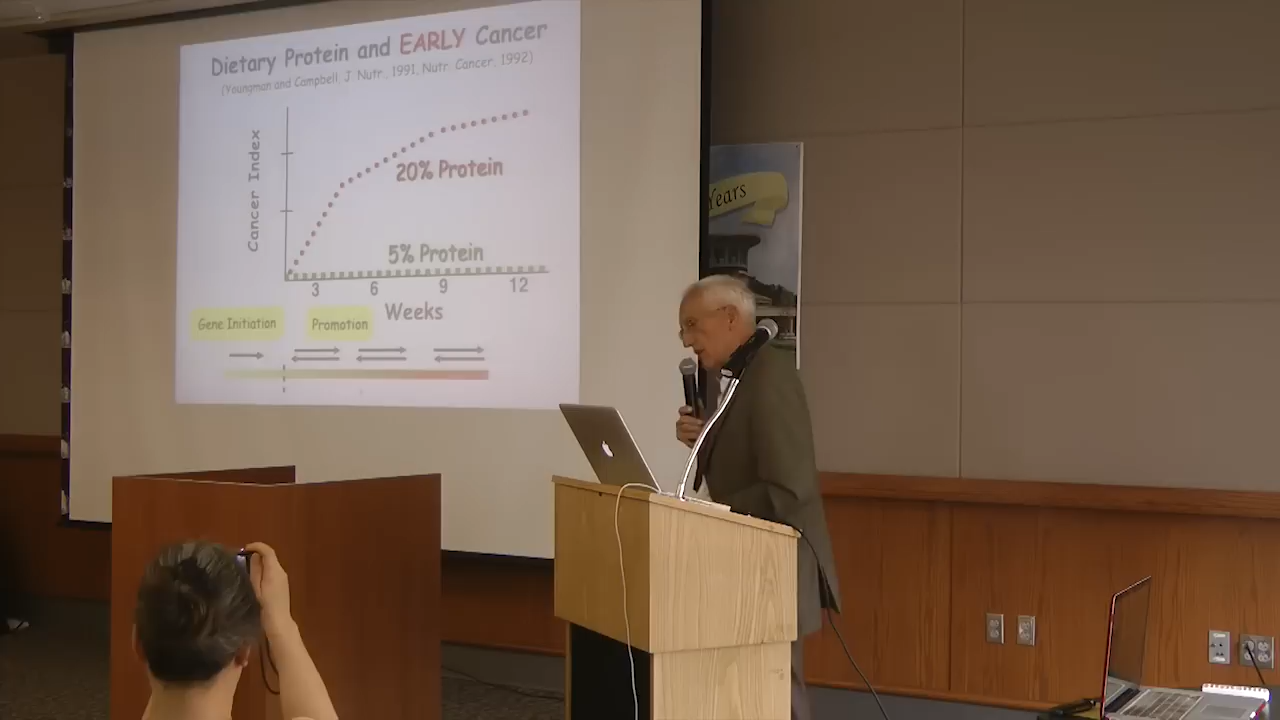 Dietary Protein and EARLY Cancer
(Youngman and Campbell, J. Nutr., 1991, Nutr. Cancer, 1992)
Cancer Index
20% Protein
5% Protein
3 6 9 12
Weeks
Gene Initiation
Promotion
Years